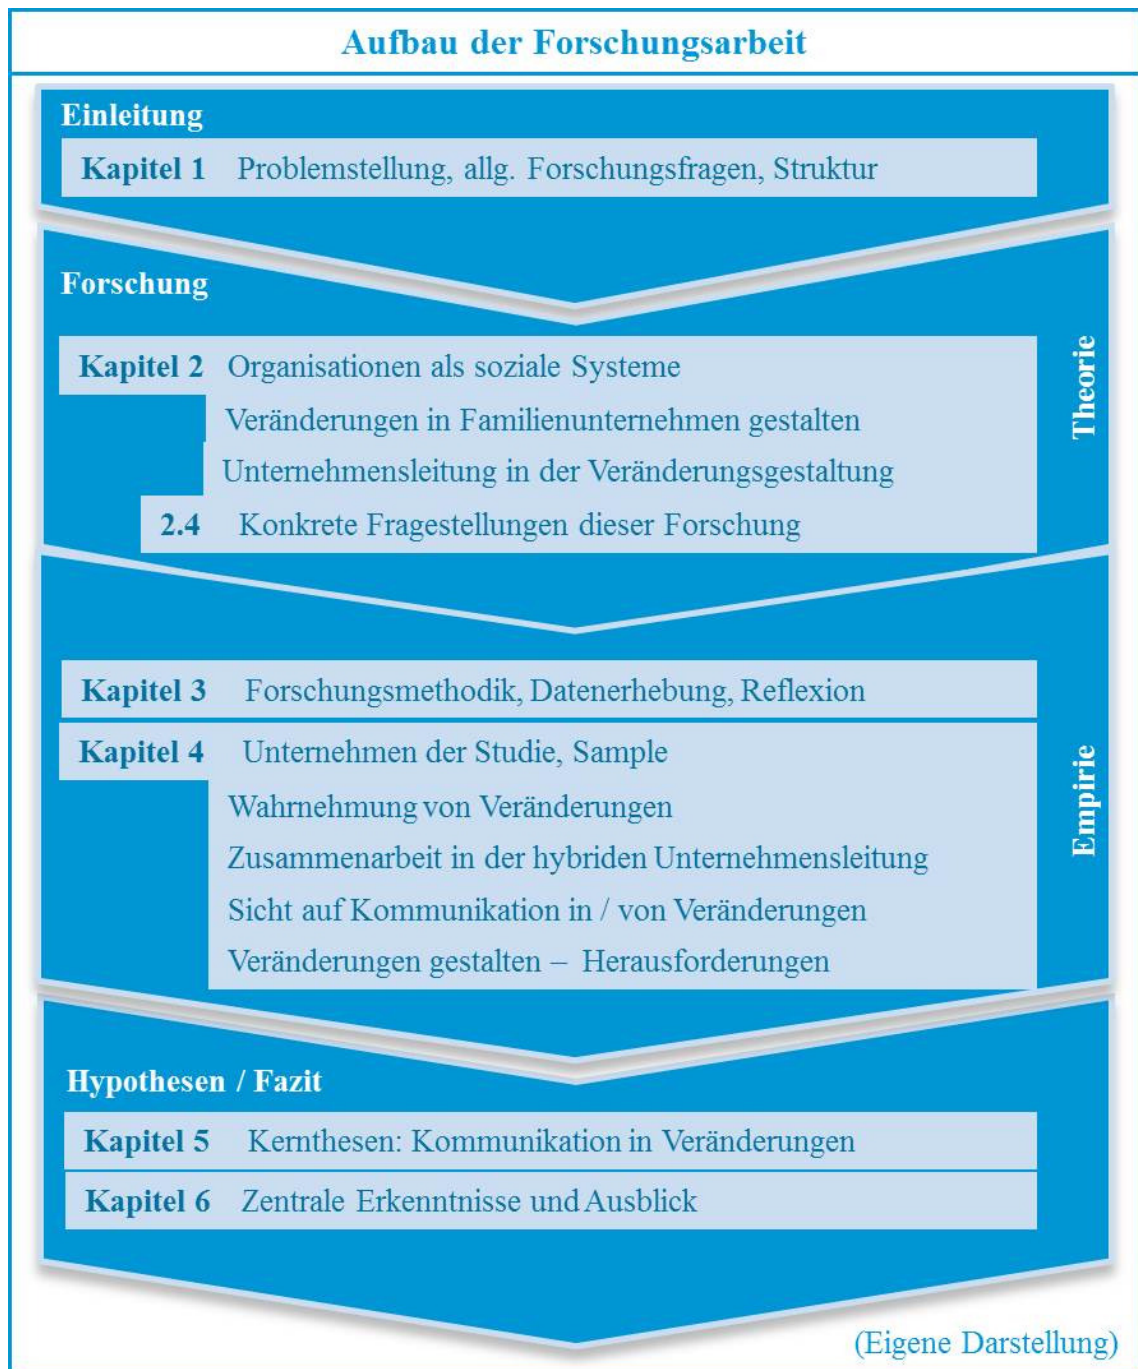 Aufbau der Forschungsarbeit
Einleitung
Kapitel 1 Problemstellung, allg. Forschungsfragen, Struktur
Forschung
Kapitel 2 Organisationen als soziale Systeme
Veränderungen in Familienunternehmen gestalten
Unternehmensleitung in der Veränderungsgestaltung
2.4 Konkrete Fragestellungen dieser Forschung
Theorie
Kapitel 3 Forschungsmethodik, Datenerhebung, Reflexion
Kapitel 4 Unternehmen der Studie, Sample
Wahrnehmung von Veränderungen
Zusammenarbeit in der hybriden Unternehmensleitung
Sicht auf Kommunikation in / von Veränderungen
Veränderungen gestalten – Herausforderungen
Empirie
Hypothesen / Fazit
Kapitel 5 Kernthesen: Kommunikation in Veränderungen
Kapitel 6 Zentrale Erkenntnisse und Ausblick
(Eigene Darstellung)